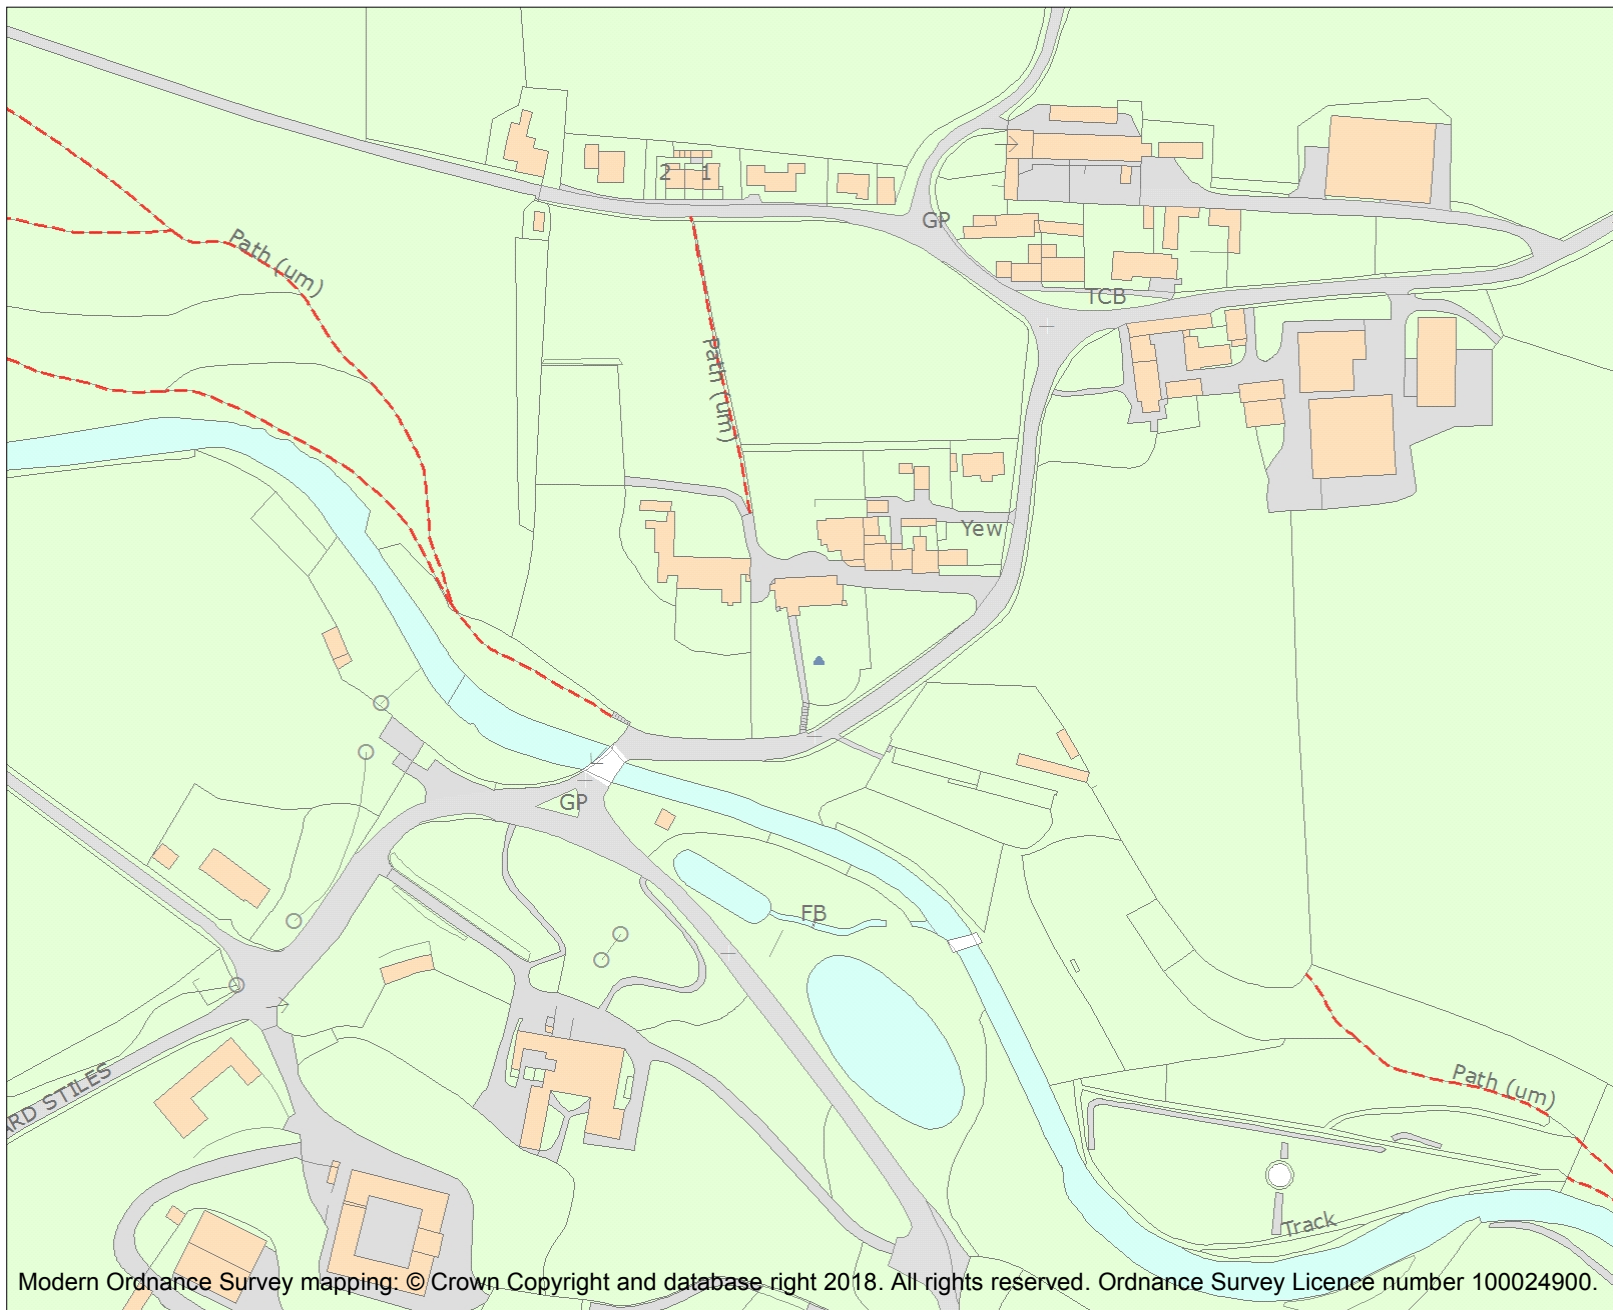 2 1
GP
Path (um)
TCB
Path (um)
Yew
GP
FB
ARD STILES
Path (um)
Track
Modern Ordnance Survey mapping: © Crown Copyright and database right 2018. All rights reserved. Ordnance Survey Licence number 100024900.